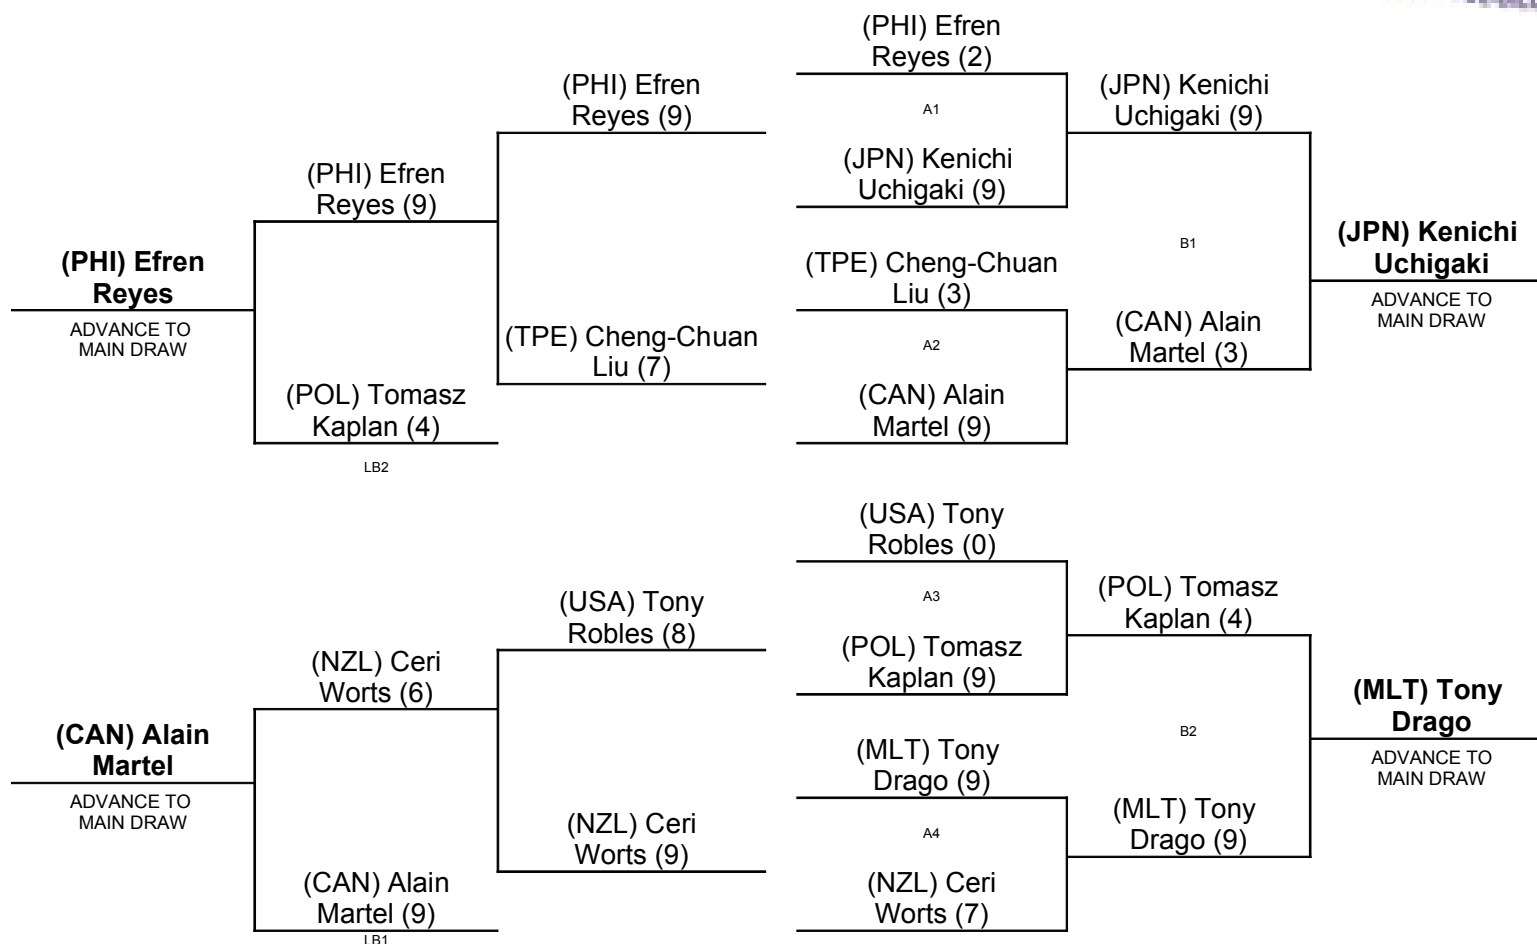 (PHI) Efren
Reyes (2)
(PHI) Efren
Reyes (9)
(JPN) Kenichi
Uchigaki (9)
A1
(JPN) Kenichi
Uchigaki (9)
(PHI) Efren
Reyes (9)
(PHI) Efren
Reyes
ADVANCE TO
MAIN DRAW
(TPE) Cheng-Chuan
Liu (3)
B1
(JPN) Kenichi
Uchigaki
ADVANCE TO
MAIN DRAW
(TPE) Cheng-Chuan
Liu (7)
A2
(CAN) Alain
Martel (3)
(POL) Tomasz
Kaplan (4)
LB2
(CAN) Alain
Martel (9)
(USA) Tony
Robles (0)
(USA) Tony
Robles (8)
A3
(POL) Tomasz
Kaplan (4)
(NZL) Ceri
Worts (6)
(POL) Tomasz
Kaplan (9)
(CAN) Alain
Martel
ADVANCE TO
MAIN DRAW
(MLT) Tony
Drago (9)
B2
(MLT) Tony
Drago
ADVANCE TO
MAIN DRAW
(NZL) Ceri
Worts (9)
A4
(MLT) Tony
Drago (9)
(CAN) Alain
Martel (9)
LB1
(NZL) Ceri
Worts (7)